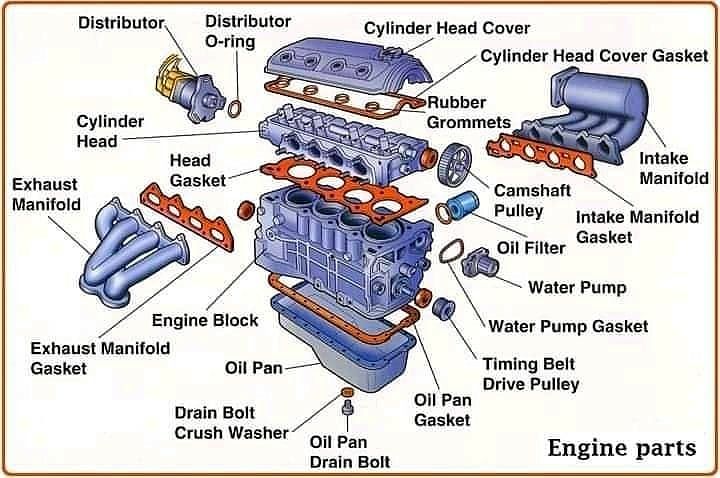 Distributor
Distributor
O-ring
Cylinder Head Cover
Cylinder Head Cover Gasket
Rubber
Grommets
Cylinder
Head
Head
Gasket
Intake
Manifold
Exhaust
Manifold
Camshaft
Pulley
Intake Manifold
Gasket
Oil Filter
Water Pump
Engine Block
Water Pump Gasket
Exhaust Manifold
Gasket
Oil Pan
Timing Belt
Drive Pulley
Oil Pan
Gasket
Drain Bolt
Crush Washer
Oil Pan
Drain Bolt
Engine parts